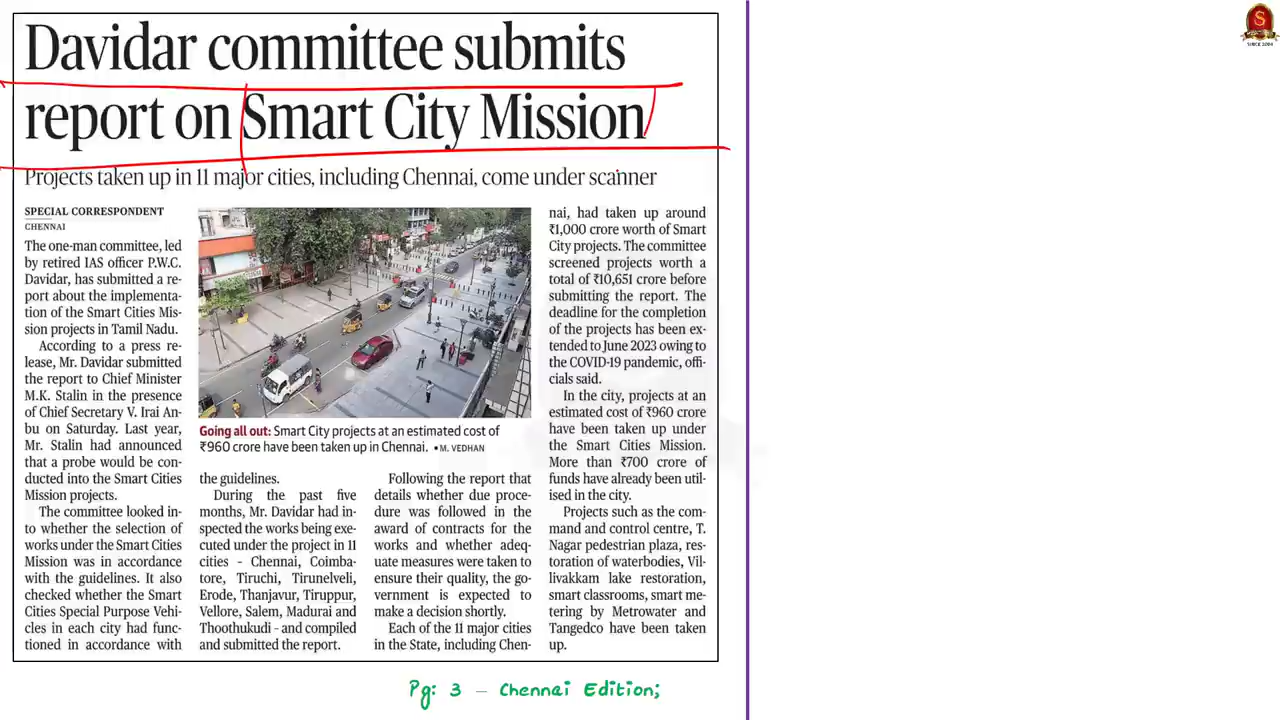 Davidar committee submits
report on Smart City Mission
Projects taken up in 11 major cities, including Chennai, come under scanner
SPECIAL CORRESPONDENT
CHENNAI
The one-man committee, led
by retired IAS officer P.W.C.
Davidar, has submitted a re-
port about the implementa-
tion of the Smart Cities Mis-
sion projects in Tamil Nadu.
According to a press re-
lease, Mr. Davidar submitted
the report to Chief Minister
M.K. Stalin in the presence
of Chief Secretary V. Irai An-
bu on Saturday. Last year,
Mr. Stalin had announced
that a probe would be con-
ducted into the Smart Cities
Mission projects.
The committee looked in-
to whether the selection of
works under the Smart Cities
Mission was in accordance
with the guidelines. It also
checked whether the Smart
Cities Special Purpose Vehi-
cles in each city had func-
tioned in accordance with
Going all out: Smart City projects at an estimated cost of
₹960 crore have been taken up in Chennai. • M. VEDHAN
the guidelines.
During the past five
months, Mr. Davidar had in-
spected the works being exe-
cuted under the project in 11
cities - Chennai, Coimba-
tore, Tiruchi, Tirunelveli,
Erode, Thanjavur, Tiruppur,
Vellore, Salem, Madurai and
Thoothukudi - and compiled
and submitted the report.
Following the report that
details whether due proce-
dure was followed in the
award of contracts for the
works and whether adeq-
uate measures were taken to
ensure their quality, the go-
vernment is expected to
make a decision shortly.
Each of the 11 major cities
in the State, including Chen-
nai, had taken up around
₹1,000 crore worth of Smart
City projects. The committee
screened projects worth a
total of ₹10,651 crore before
submitting the report. The
deadline for the completion
of the projects has been ex-
tended to June 2023 owing to
the COVID-19 pandemic, offi-
cials said.
In the city, projects at an
estimated cost of ₹960 crore
have been taken up under
the Smart Cities Mission.
More than ₹700 crore of
funds have already been util-
ised in the city.
Projects such as the com-
mand and control centre, T.
Nagar pedestrian plaza, res-
toration of waterbodies, Vil-
livakkam lake restoration,
smart classrooms, smart me-
tering by Metrowater and
Tangedco have been taken
up.
Pg: 3 – Chennai Edition;
S
SINCE 2004